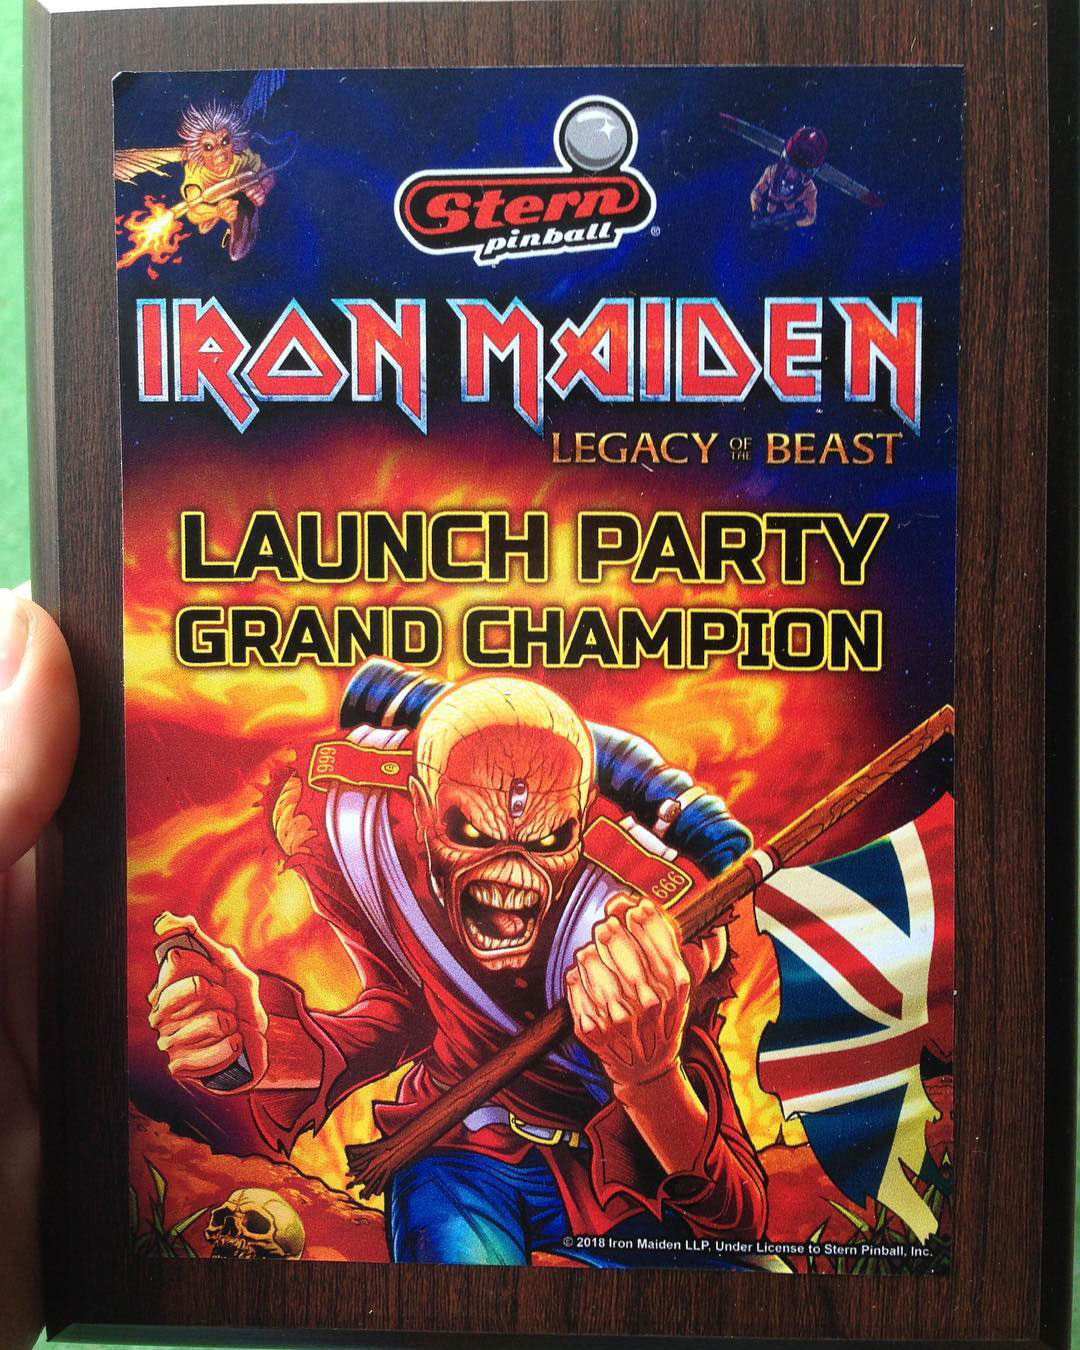 Stern
pinball®
IRON MAIDEN
LEGACY OF THE BEAST
LAUNCH PARTY
GRAND CHAMPION
666
666
© 2018 Iron Maiden LLP, Under License to Stern Pinball, Inc.